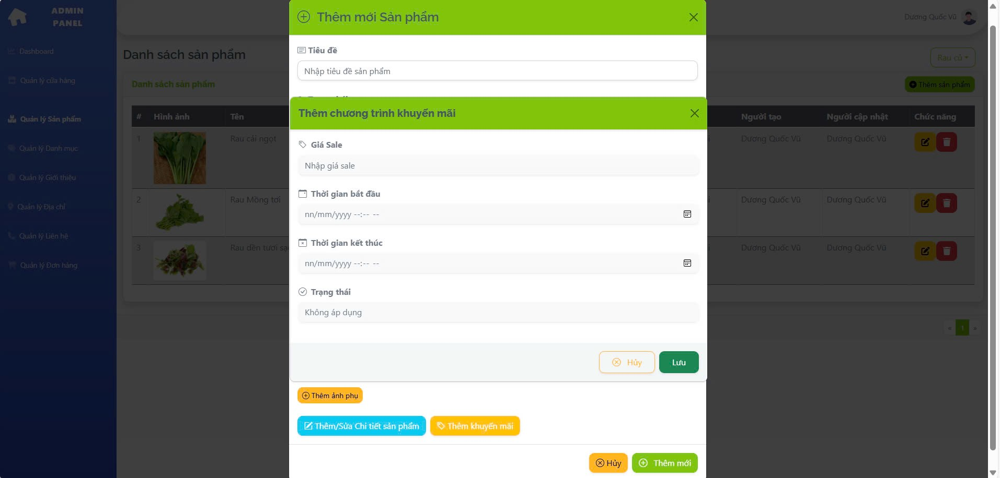 ADMIN
PANEL
Dashboard
Quản lý cửa hàng
Quản lý Sản phẩm
Quản lý Danh mục
Quản lý Giới thiệu
Quản lý Địa chỉ
Quản lý Liên hệ
Quản lý Đơn hàng
Dương Quốc Vũ
Danh sách sản phẩm
Rau củ
Danh sách sản phẩm
Thêm sản phẩm
# Hình ảnh Tên Người tạo Người cập nhật Chức năng
1 Rau cải ngọt Dương Quốc Vũ Dương Quốc Vũ
2 Rau Mồng tơi Dương Quốc Vũ Dương Quốc Vũ
3 Rau dền tươi Dương Quốc Vũ Dương Quốc Vũ
« 1 »
Thêm mới Sản phẩm
Tiêu đề
Nhập tiêu đề sản phẩm
Thêm chương trình khuyến mãi
Giá Sale
Nhập giá sale
Thời gian bắt đầu
nn/mm/yyyy --:-- --
Thời gian kết thúc
nn/mm/yyyy --:-- --
Trạng thái
Không áp dụng
Hủy Lưu
Thêm ảnh phụ
Thêm/Sửa Chi tiết sản phẩm Thêm khuyến mãi
Hủy Thêm mới